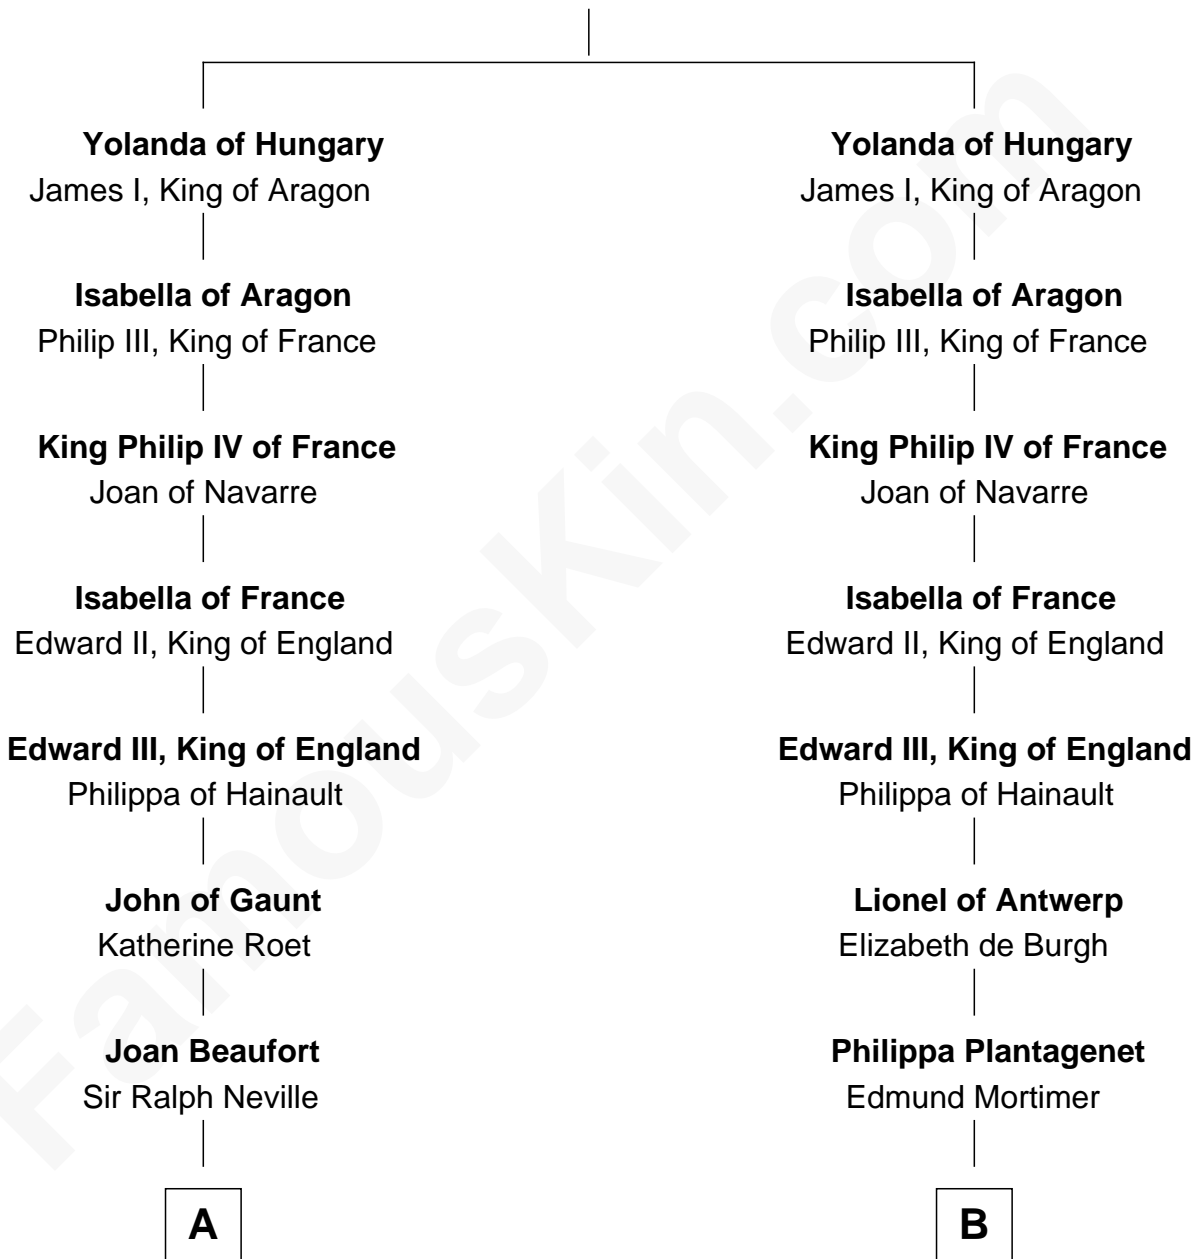 Yolanda of Hungary
James I, King of Aragon
Isabella of Aragon
Philip III, King of France
King Philip IV of France
Joan of Navarre
Isabella of France
Edward II, King of England
Edward III, King of England
Philippa of Hainault
John of Gaunt
Katherine Roet
Joan Beaufort
Sir Ralph Neville
A
Yolanda of Hungary
James I, King of Aragon
Isabella of Aragon
Philip III, King of France
King Philip IV of France
Joan of Navarre
Isabella of France
Edward II, King of England
Edward III, King of England
Philippa of Hainault
Lionel of Antwerp
Elizabeth de Burgh
Philippa Plantagenet
Edmund Mortimer
B
FamousKin.com